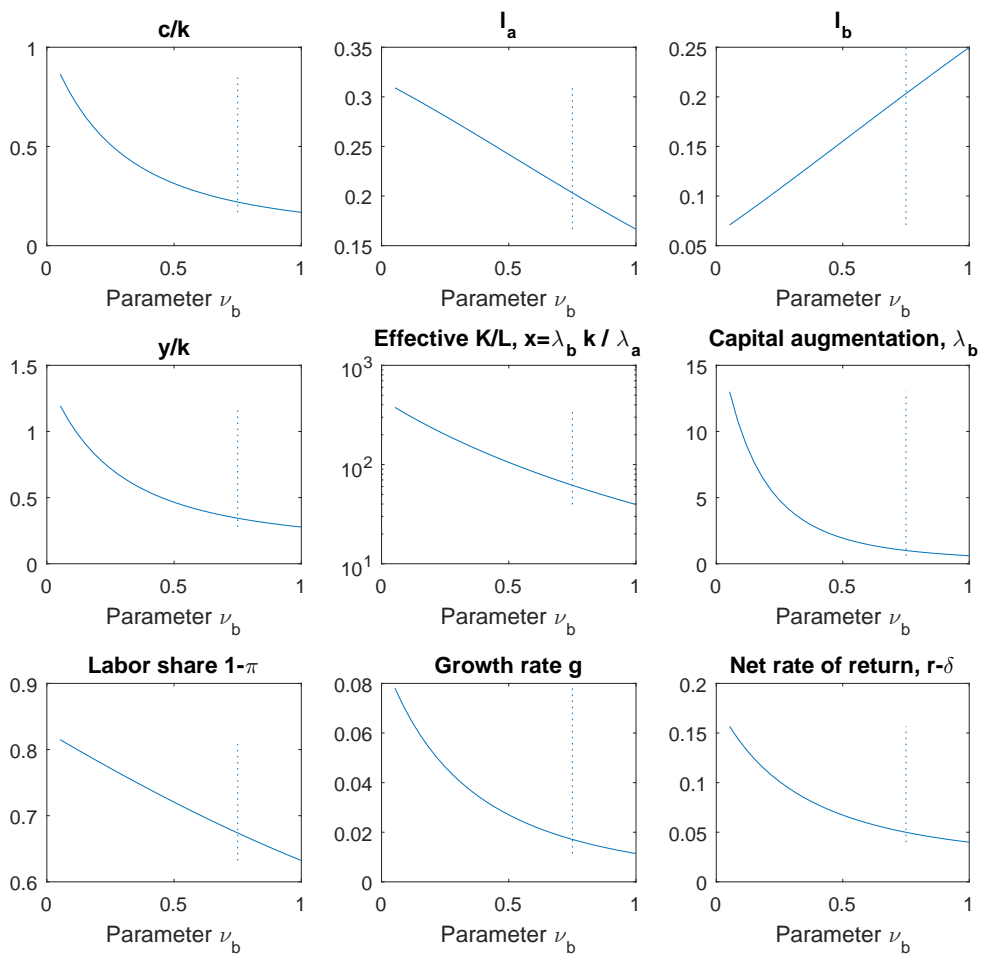 c/k
1
0.5
0
0 0.5 1
Parameter ν_b
l_a
0.35
0.3
0.25
0.2
0.15
0 0.5 1
Parameter ν_b
l_b
0.25
0.2
0.15
0.1
0.05
0 0.5 1
Parameter ν_b
y/k
1.5
1
0.5
0
0 0.5 1
Parameter ν_b
Effective K/L, x=λ_b k / λ_a
10^3
10^2
10^1
0 0.5 1
Parameter ν_b
Capital augmentation, λ_b
15
10
5
0
0 0.5 1
Parameter ν_b
Labor share 1-π
0.9
0.8
0.7
0.6
0 0.5 1
Parameter ν_b
Growth rate g
0.08
0.06
0.04
0.02
0
0 0.5 1
Parameter ν_b
Net rate of return, r-δ
0.2
0.15
0.1
0.05
0
0 0.5 1
Parameter ν_b